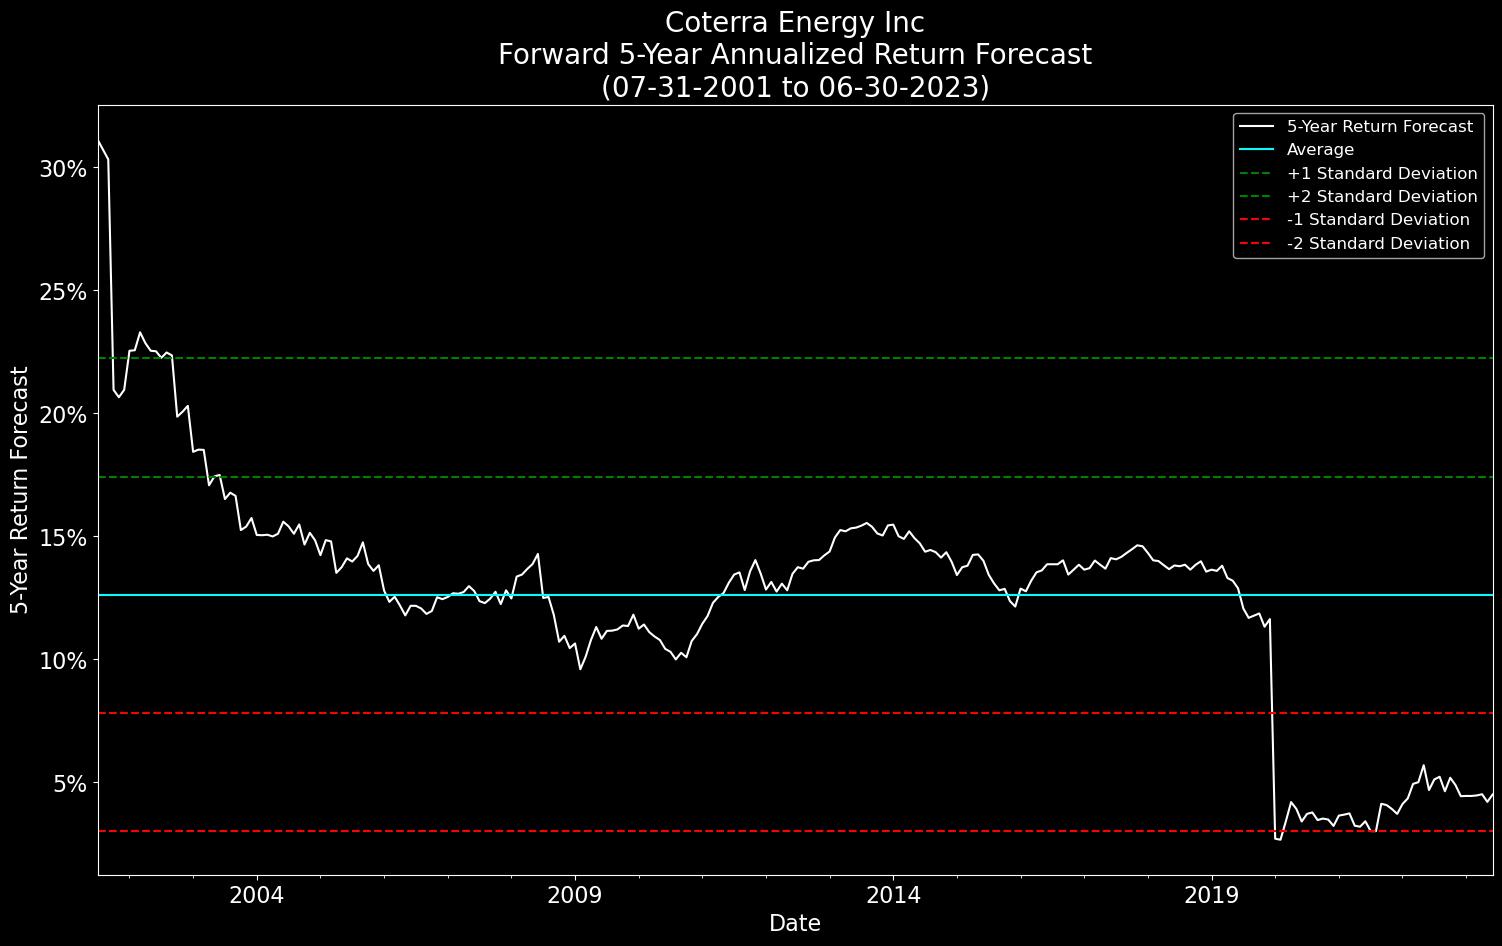 Coterra Energy Inc
Forward 5-Year Annualized Return Forecast
(07-31-2001 to 06-30-2023)
5-Year Return Forecast
Average
+1 Standard Deviation
+2 Standard Deviation
-1 Standard Deviation
-2 Standard Deviation
30%
25%
20%
15%
10%
5%
5-Year Return Forecast
2004
2009
2014
2019
Date